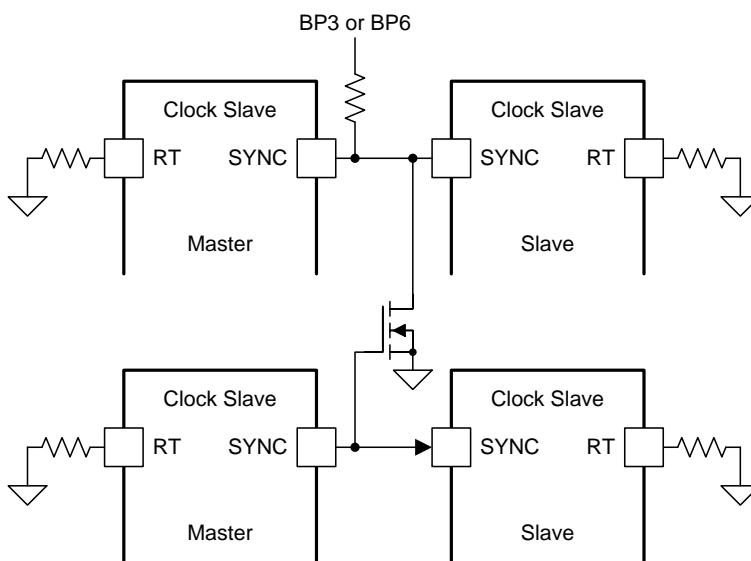 BP3 or BP6
Clock Slave
Clock Slave
RT SYNC
SYNC RT
Master
Slave
Clock Slave
Clock Slave
RT SYNC
SYNC RT
Master
Slave